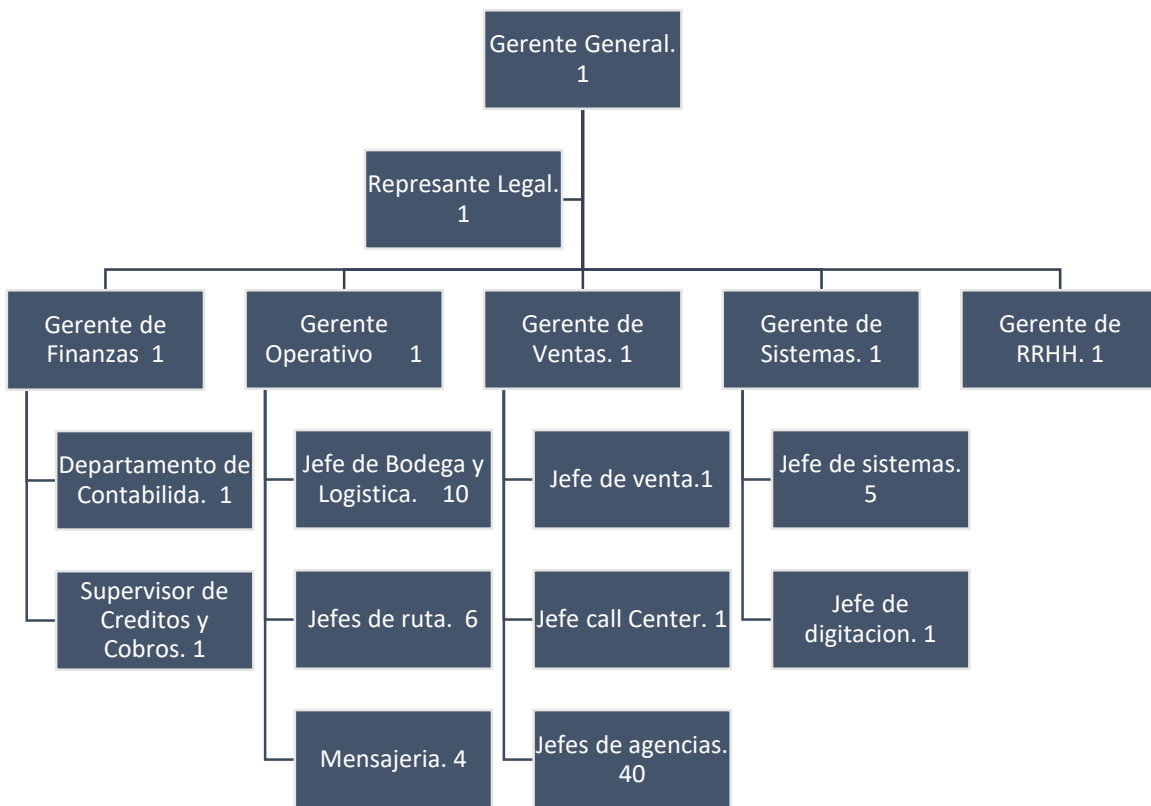 Gerente General.
1
Represante Legal.
1
Gerente de
Finanzas 1
Gerente
Operativo 1
Gerente de
Ventas. 1
Gerente de
Sistemas. 1
Gerente de
RRHH. 1
Departamento de
Contabilida. 1
Jefe de Bodega y
Logistica. 10
Jefe de venta.1
Jefe de sistemas.
5
Supervisor de
Creditos y
Cobros. 1
Jefes de ruta. 6
Jefe call Center. 1
Jefe de
digitacion. 1
Mensajeria. 4
Jefes de agencias.
40